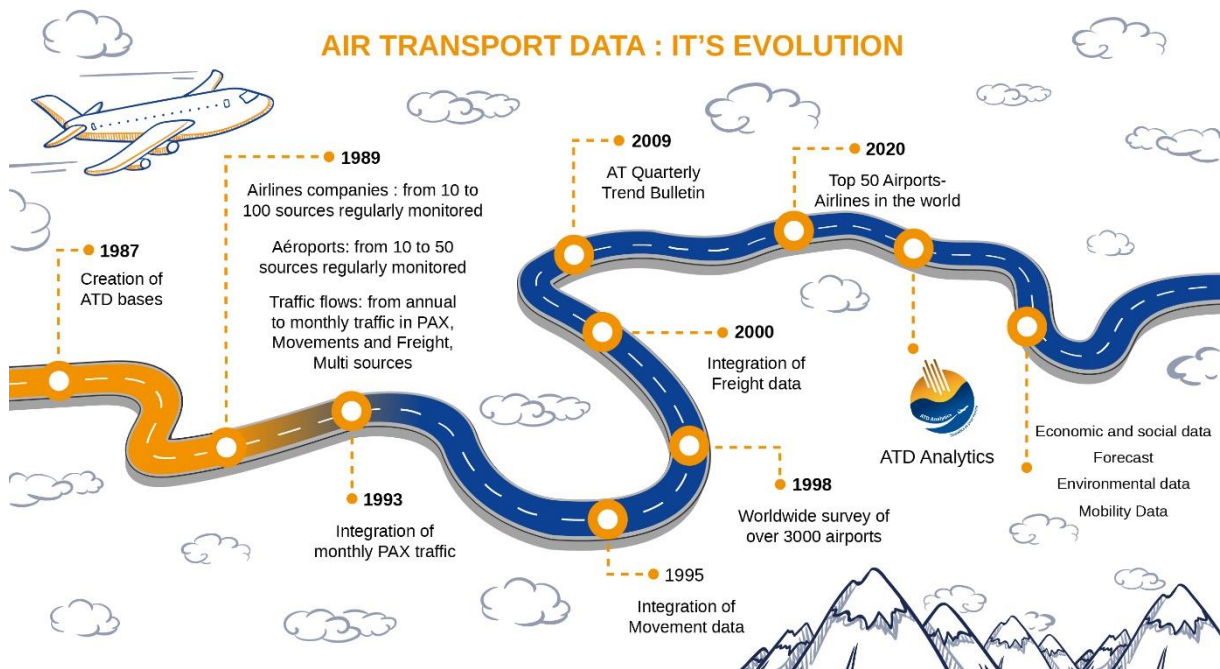 AIR TRANSPORT DATA : IT'S EVOLUTION
1987
Creation of
ATD bases
1989
Airlines companies : from 10 to
100 sources regularly monitored
Aéroports: from 10 to 50
sources regularly monitored
Traffic flows: from annual
to monthly traffic in PAX,
Movements and Freight,
Multi sources
1993
Integration of
monthly PAX traffic
1995
Integration of
Movement data
1998
Worldwide survey of
over 3000 airports
2000
Integration of
Freight data
2009
AT Quarterly
Trend Bulletin
2020
Top 50 Airports-
Airlines in the world
ATD Analytics
ATD Analytics
Economic and social data
Forecast
Environmental data
Mobility Data